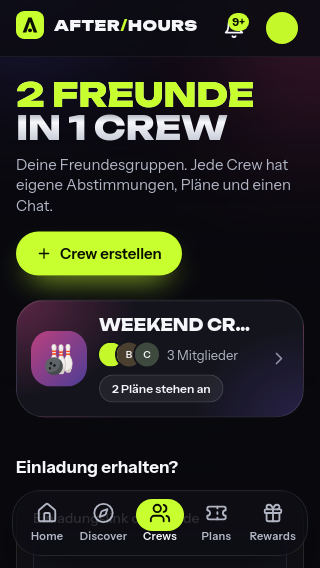 AFTER/HOURS
9+
2 FREUNDE
IN 1 CREW
Deine Freundesgruppen. Jede Crew hat
eigene Abstimmungen, Pläne und einen
Chat.
+ Crew erstellen
WEEKEND CR...
B C 3 Mitglieder
2 Pläne stehen an
Einladung erhalten?
Home Discover Crews Plans Rewards